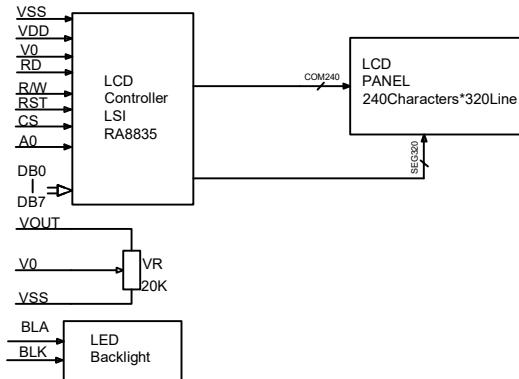 VSS
VDD
V0
RD
R/W
RST
CS
A0
DB0
DB7
LCD
Controller
LSI
RA8835
COM240
SEG320
LCD
PANEL
240Characters*320Line
VOUT
V0
VSS
VR
20K
BLA
BLK
LED
Backlight